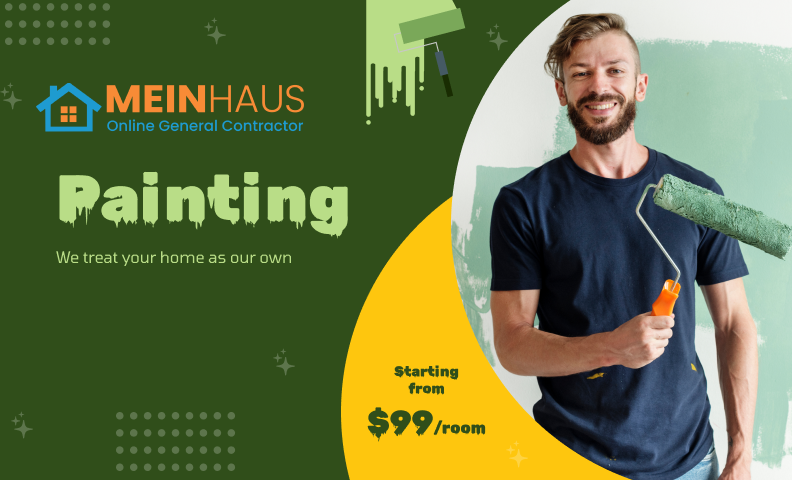 MEINHAUS
Online General Contractor
Painting
We treat your home as our own
Starting
from
$99/room